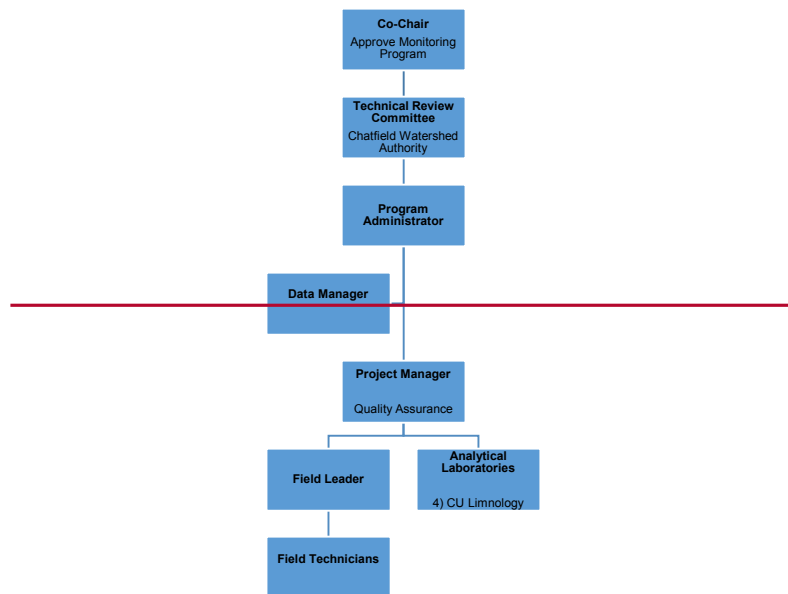 Co-Chair
Approve Monitoring
Program
Technical Review
Committee
Chatfield Watershed
Authority
Program
Administrator
Data Manager
Project Manager
Quality Assurance
Field Leader
Analytical
Laboratories
4) CU Limnology
Field Technicians